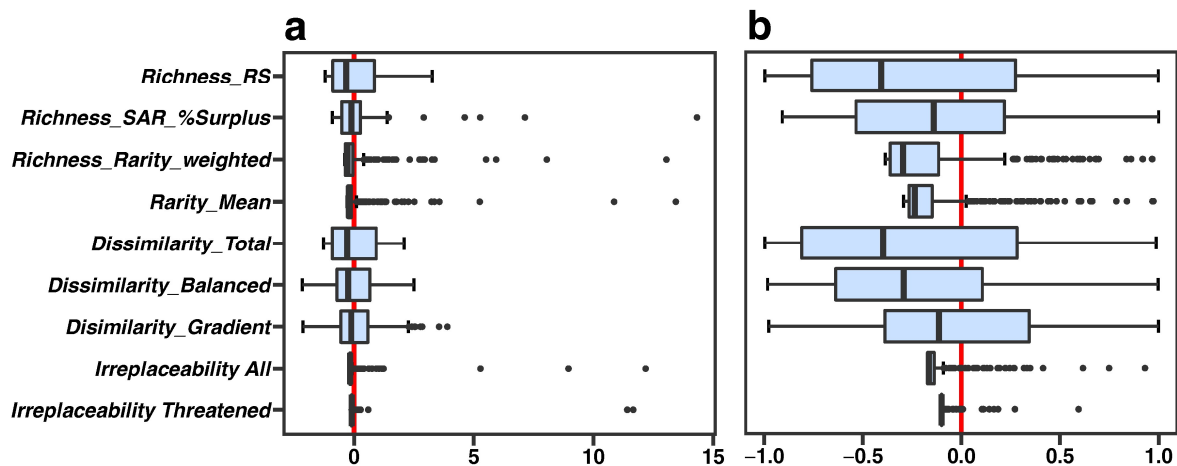 a
b
Richness_RS
Richness_SAR_%Surplus
Richness_Rarity_weighted
Rarity_Mean
Dissimilarity_Total
Dissimilarity_Balanced
Disimilarity_Gradient
Irreplaceability All
Irreplaceability Threatened
0 5 10 15
−1.0 −0.5 0.0 0.5 1.0